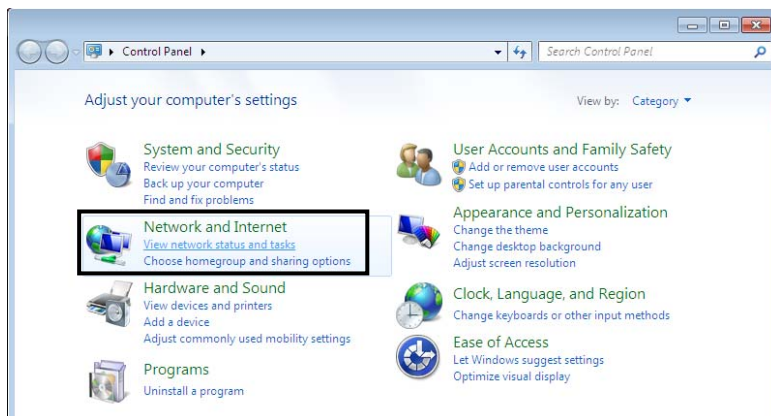 Control Panel
Search Control Panel
Adjust your computer's settings
View by: Category
System and Security
Review your computer's status
Back up your computer
Find and fix problems
Network and Internet
View network status and tasks
Choose homegroup and sharing options
Hardware and Sound
View devices and printers
Add a device
Adjust commonly used mobility settings
Programs
Uninstall a program
User Accounts and Family Safety
Add or remove user accounts
Set up parental controls for any user
Appearance and Personalization
Change the theme
Change desktop background
Adjust screen resolution
Clock, Language, and Region
Change keyboards or other input methods
Ease of Access
Let Windows suggest settings
Optimize visual display